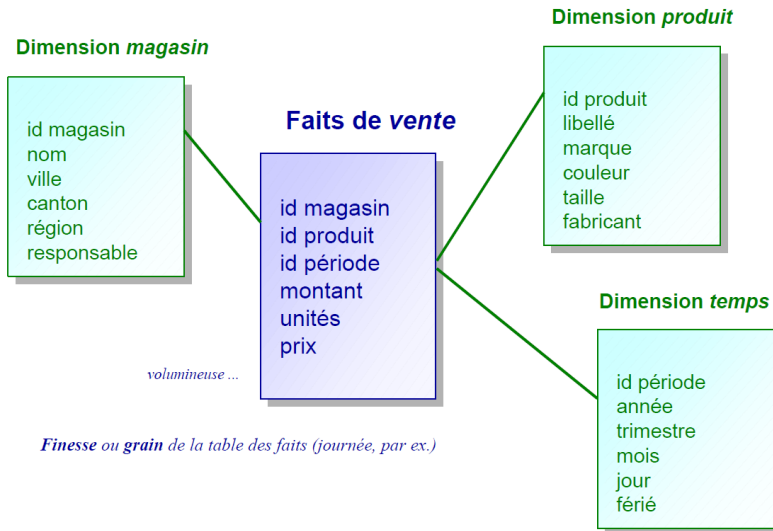 Dimension magasin
id magasin
nom
ville
canton
région
responsable
Faits de vente
id magasin
id produit
id période
montant
unités
prix
volumineuse ...
Finesse ou grain de la table des faits (journée, par ex.)
Dimension produit
id produit
libellé
marque
couleur
taille
fabricant
Dimension temps
id période
année
trimestre
mois
jour
férié